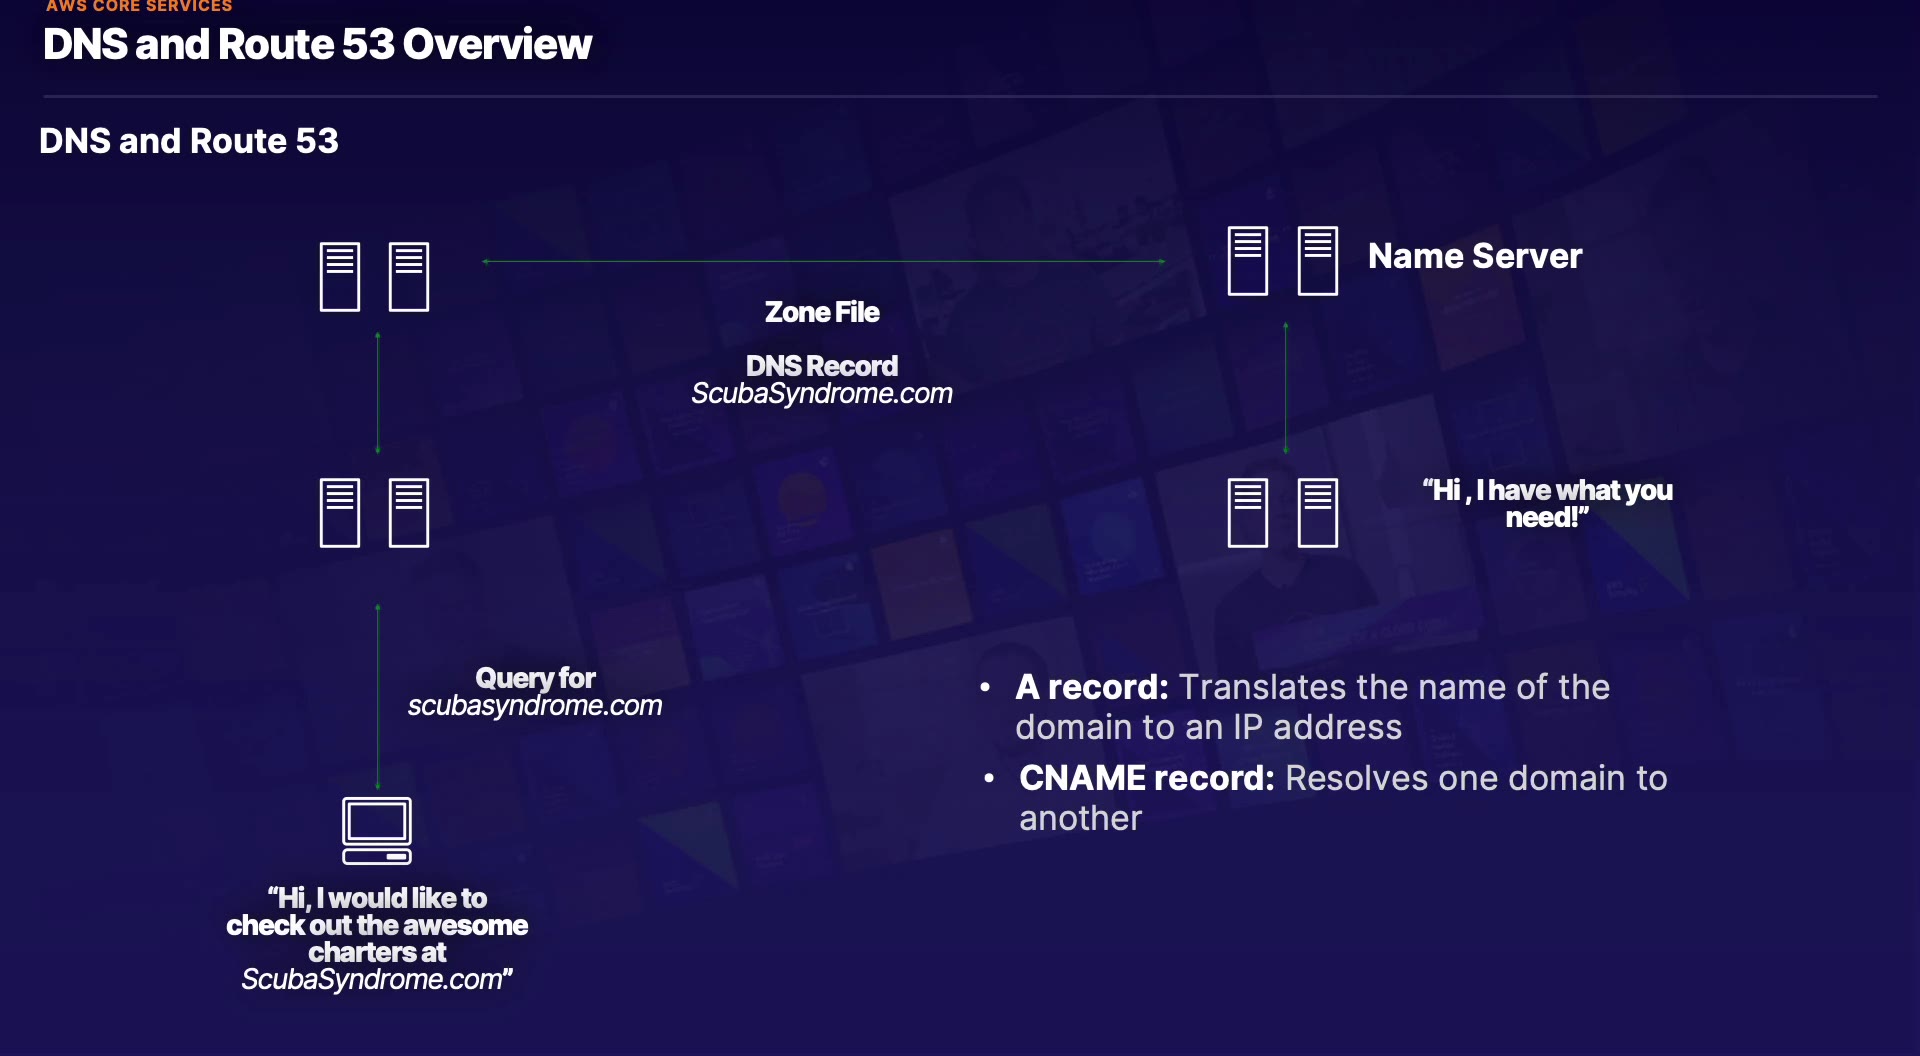 AWS CORE SERVICES
DNS and Route 53 Overview
DNS and Route 53
Name Server
Zone File
DNS Record
ScubaSyndrome.com
“Hi , I have what you
need!”
Query for
scubasyndrome.com
• A record: Translates the name of the
domain to an IP address
• CNAME record: Resolves one domain to
another
“Hi, I would like to
check out the awesome
charters at
ScubaSyndrome.com”